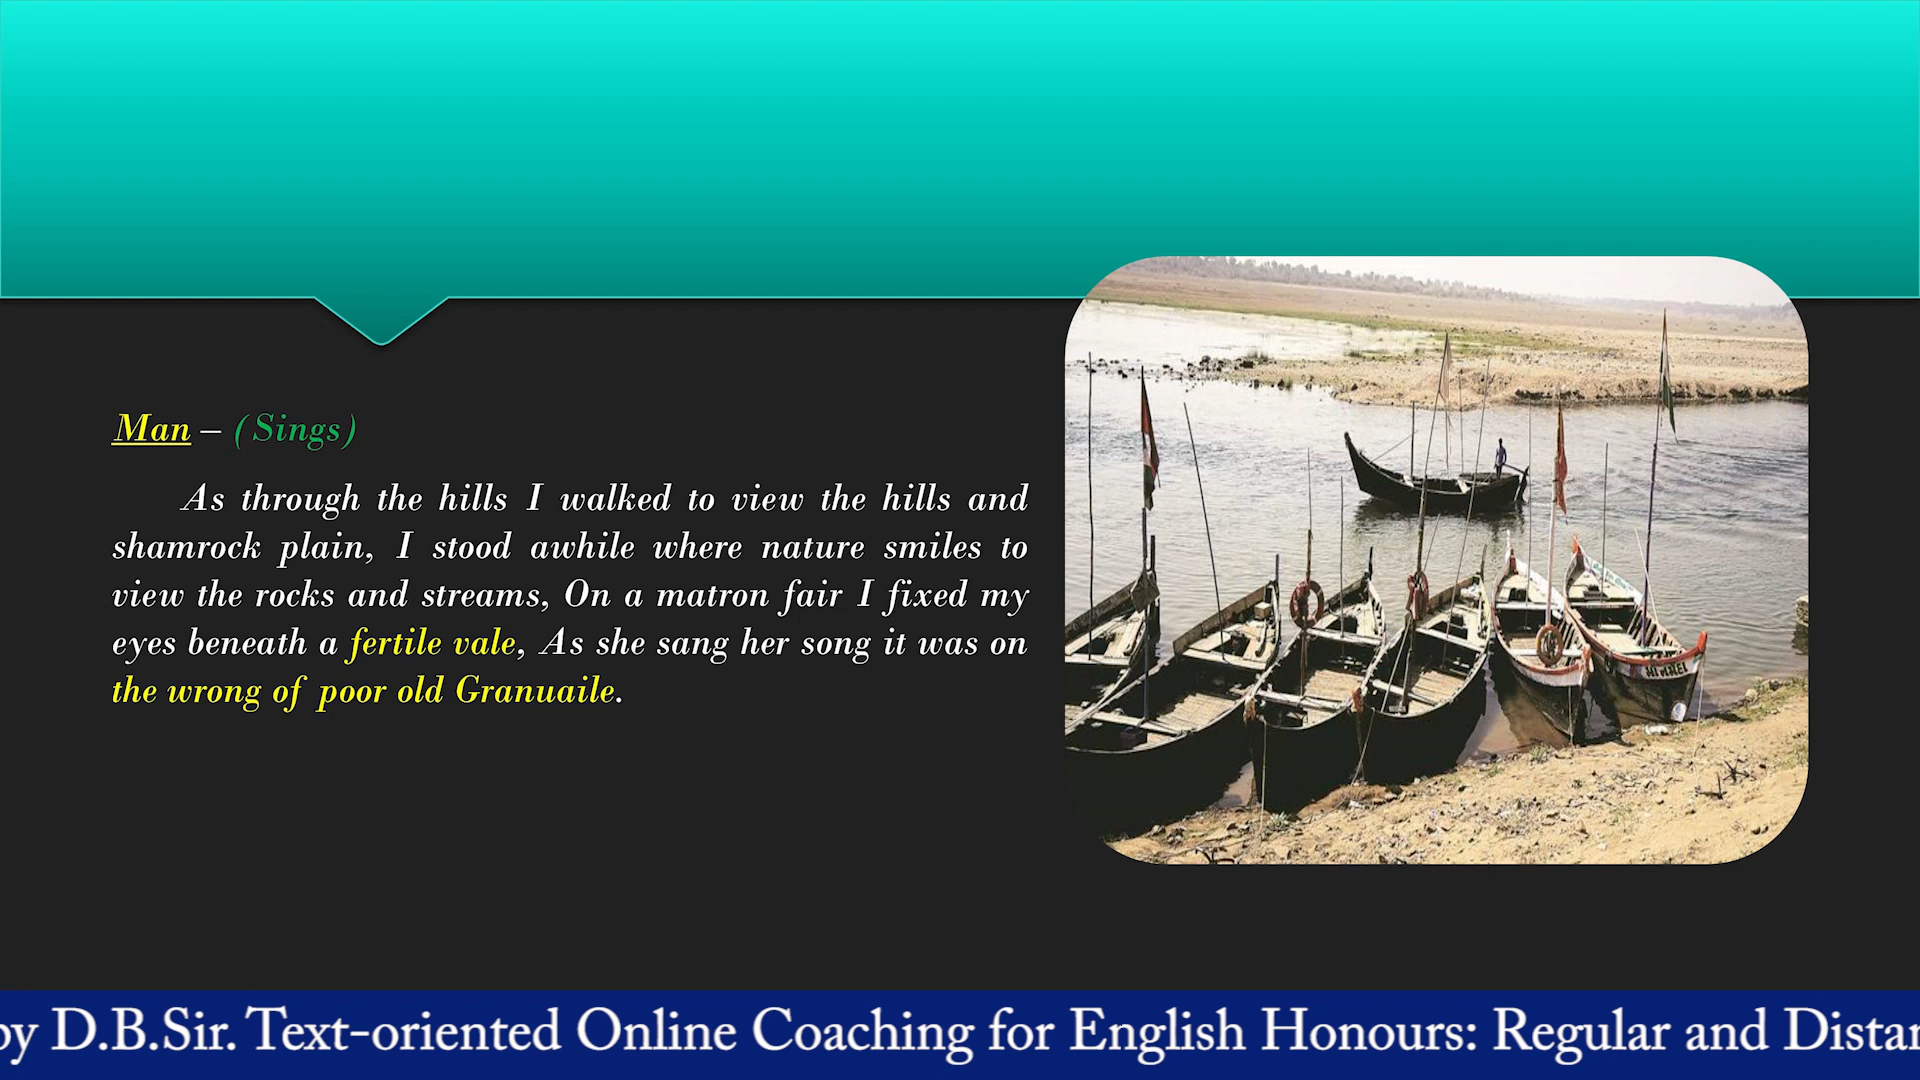 Man – (Sings)
As through the hills I walked to view the hills and
shamrock plain, I stood awhile where nature smiles to
view the rocks and streams, On a matron fair I fixed my
eyes beneath a fertile vale, As she sang her song it was on
the wrong of poor old Granuaile.
by D.B.Sir. Text-oriented Online Coaching for English Honours: Regular and Distan